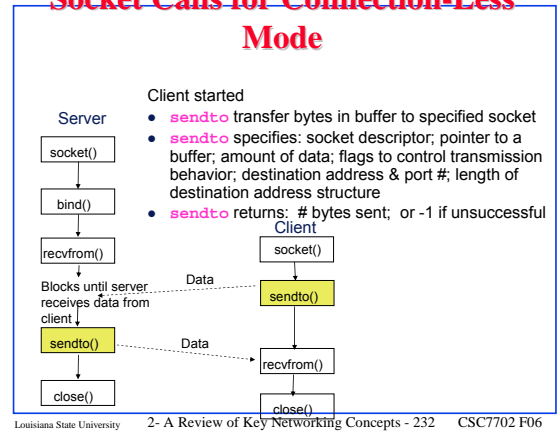 Socket Calls for Connection-Less
Mode
Client started
● sendto transfer bytes in buffer to specified socket
● sendto specifies: socket descriptor; pointer to a
buffer; amount of data; flags to control transmission
behavior; destination address & port #; length of
destination address structure
● sendto returns: # bytes sent; or -1 if unsuccessful
Server
socket()
bind()
recvfrom()
Blocks until server
receives data from
client
sendto()
close()
Client
socket()
Data
sendto()
Data
recvfrom()
close()
Louisiana State University 2- A Review of Key Networking Concepts - 232 CSC7702 F06